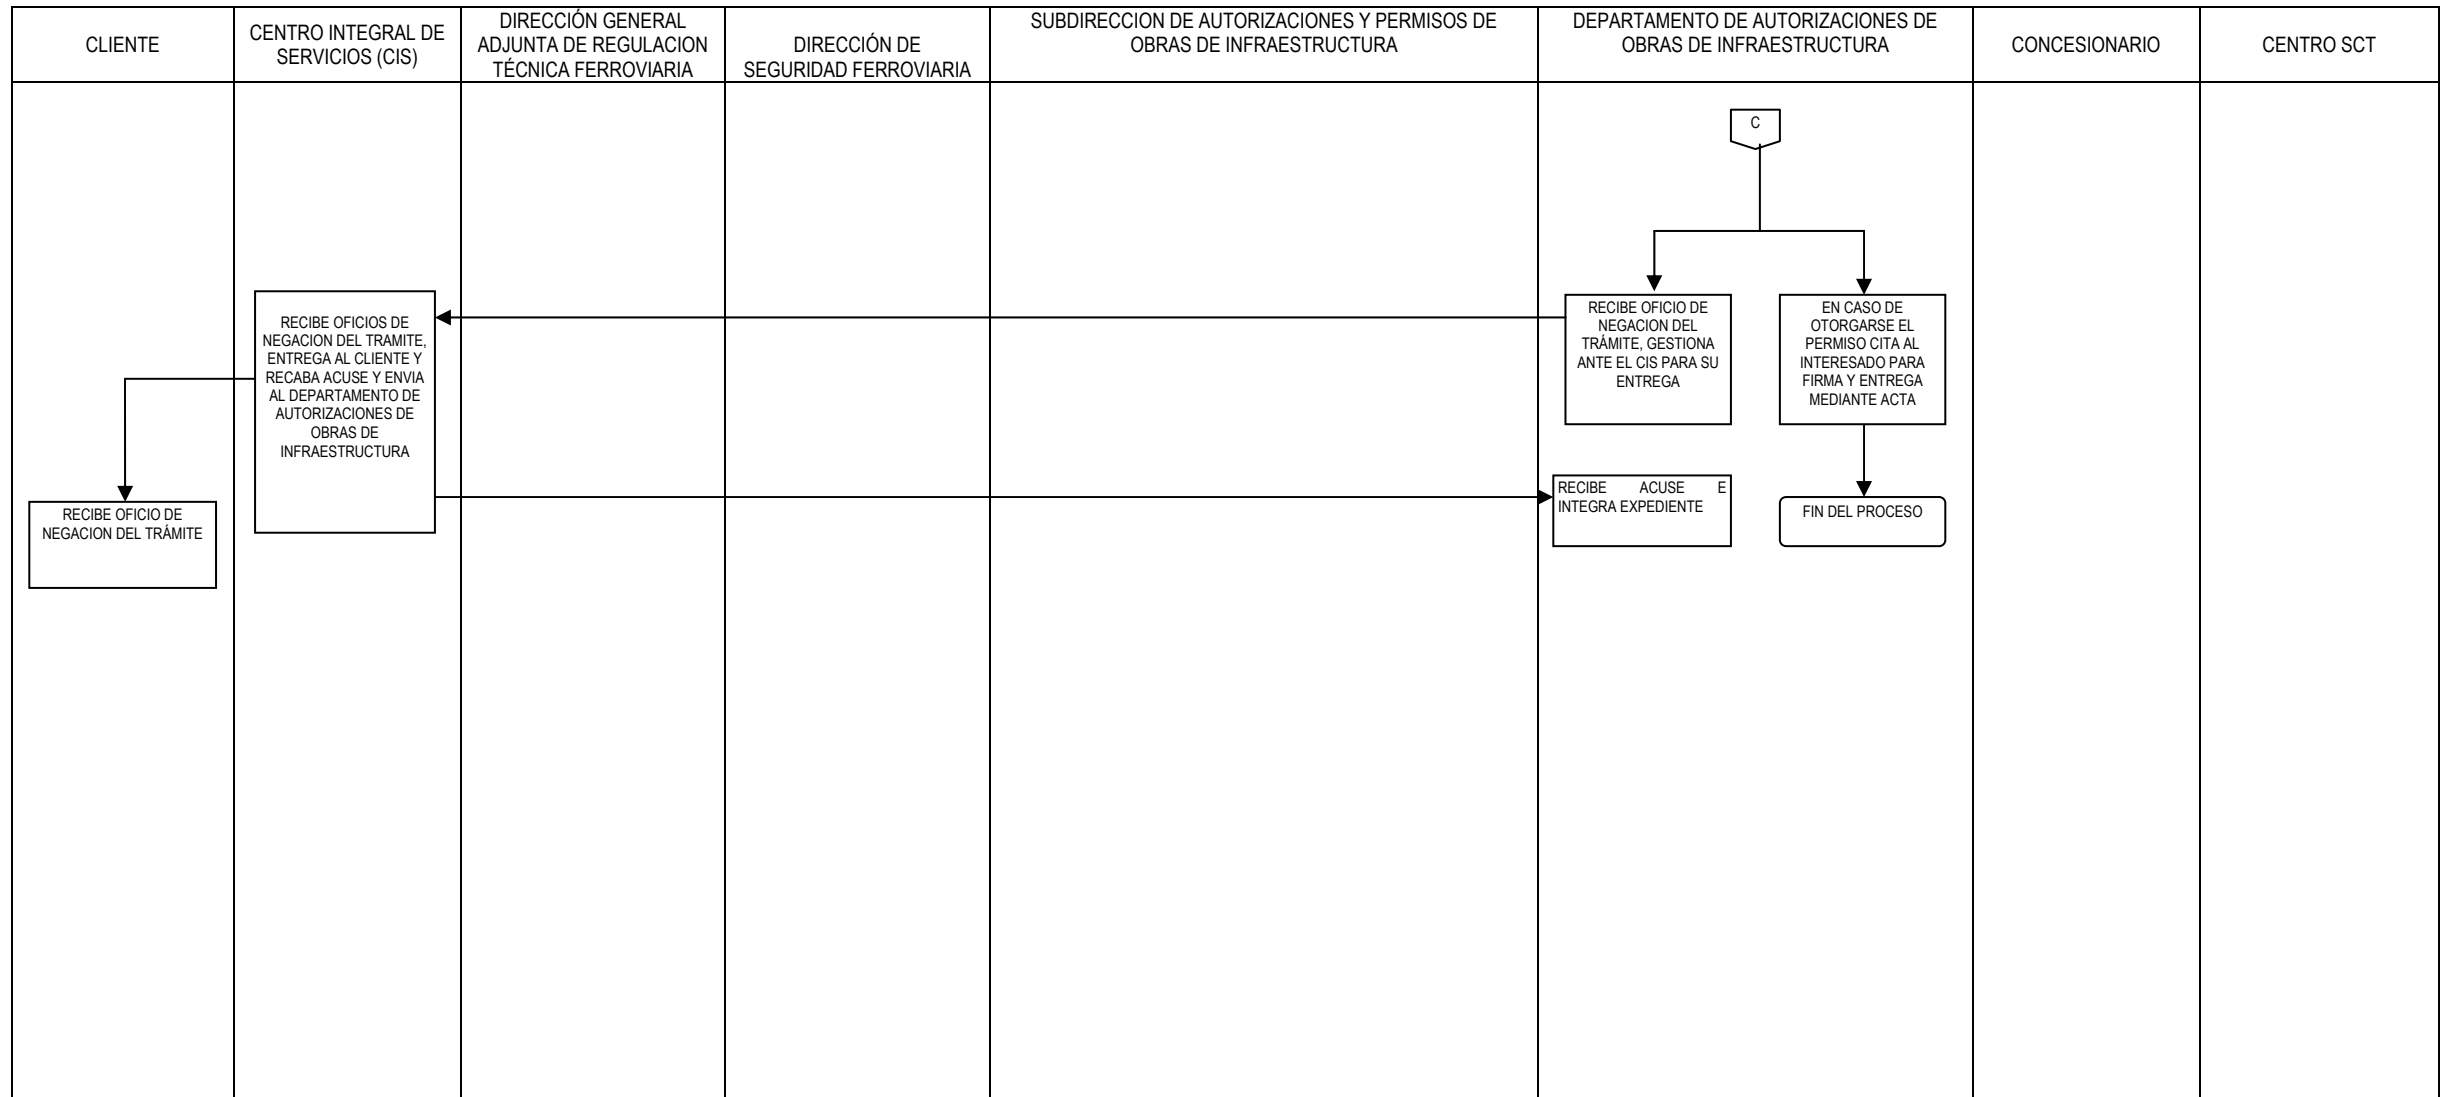 CLIENTE
CENTRO INTEGRAL DE
SERVICIOS (CIS)
DIRECCIÓN GENERAL
ADJUNTA DE REGULACION
TÉCNICA FERROVIARIA
DIRECCIÓN DE
SEGURIDAD FERROVIARIA
SUBDIRECCION DE AUTORIZACIONES Y PERMISOS DE
OBRAS DE INFRAESTRUCTURA
DEPARTAMENTO DE AUTORIZACIONES DE
OBRAS DE INFRAESTRUCTURA
CONCESIONARIO
CENTRO SCT
C
RECIBE OFICIO DE
NEGACION DEL
TRÁMITE, GESTIONA
ANTE EL CIS PARA SU
ENTREGA
EN CASO DE
OTORGARSE EL
PERMISO CITA AL
INTERESADO PARA
FIRMA Y ENTREGA
MEDIANTE ACTA
RECIBE OFICIOS DE
NEGACION DEL TRAMITE,
ENTREGA AL CLIENTE Y
RECABA ACUSE Y ENVIA
AL DEPARTAMENTO DE
AUTORIZACIONES DE
OBRAS DE
INFRAESTRUCTURA
RECIBE OFICIO DE
NEGACION DEL TRÁMITE
RECIBE ACUSE E
INTEGRA EXPEDIENTE
FIN DEL PROCESO